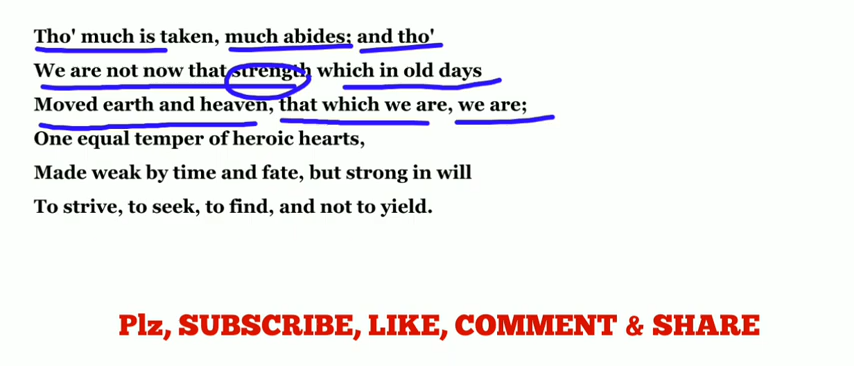 Tho' much is taken, much abides; and tho'
We are not now that strength which in old days
Moved earth and heaven, that which we are, we are;
One equal temper of heroic hearts,
Made weak by time and fate, but strong in will
To strive, to seek, to find, and not to yield.
Plz, SUBSCRIBE, LIKE, COMMENT & SHARE